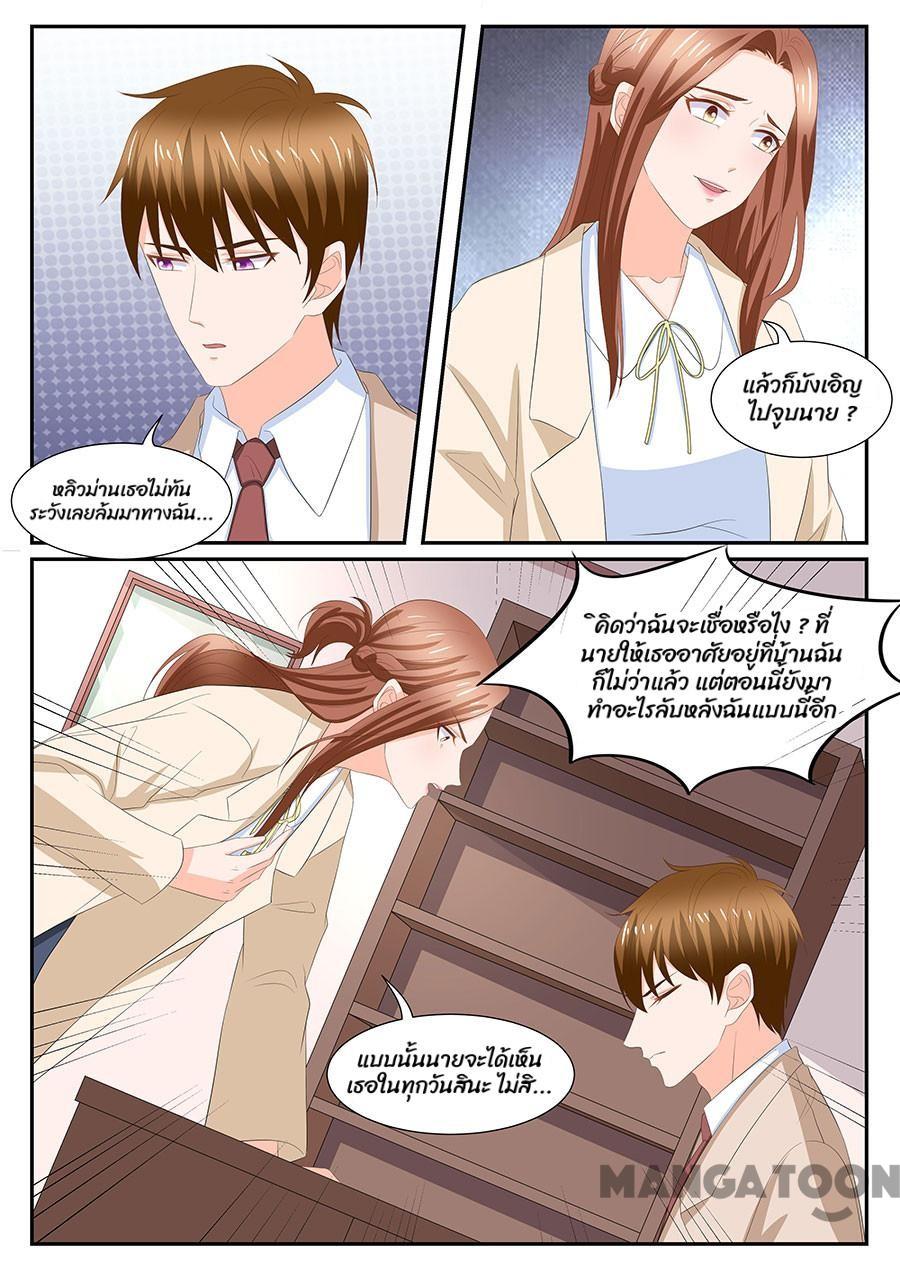 หลิวม่านเธอไม่ทัน
ระวังเลยล้มมาทางฉัน...
แล้วก็บังเอิญ
ไปจูบนาย ?
คิดว่าฉันจะเชื่อหรือไง ? ที่
นายให้เธออาศัยอยู่ที่บ้านฉัน
ก็ไม่ว่าแล้ว แต่ตอนนี้ยังมา
ทำอะไรลับหลังฉันแบบนี้อีก
แบบนั้นนายจะได้เห็น
เธอในทุกวันสินะ ไม่สิ...
MANGATOON